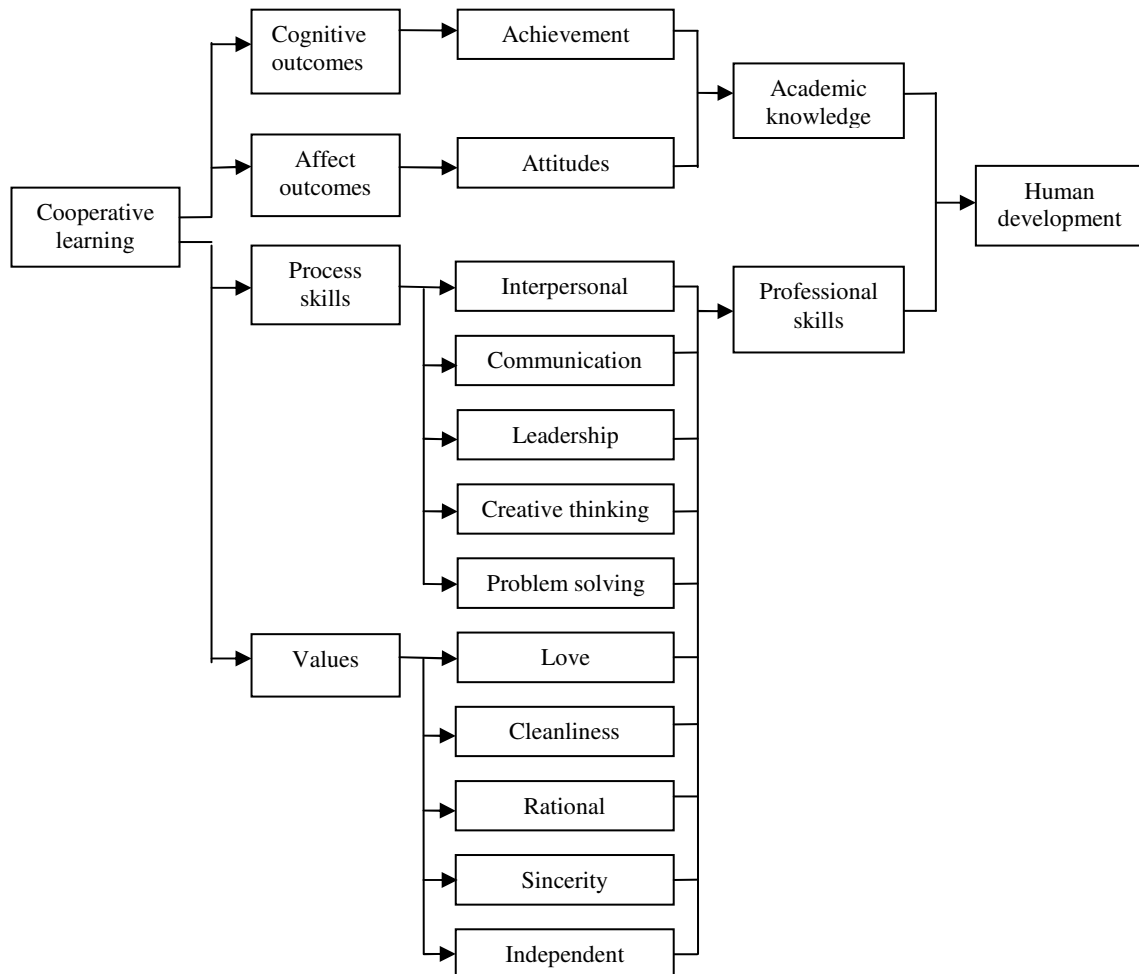 Cooperative
learning
Cognitive
outcomes
Affect
outcomes
Process
skills
Values
Achievement
Attitudes
Interpersonal
Communication
Leadership
Creative thinking
Problem solving
Love
Cleanliness
Rational
Sincerity
Independent
Academic
knowledge
Professional
skills
Human
development